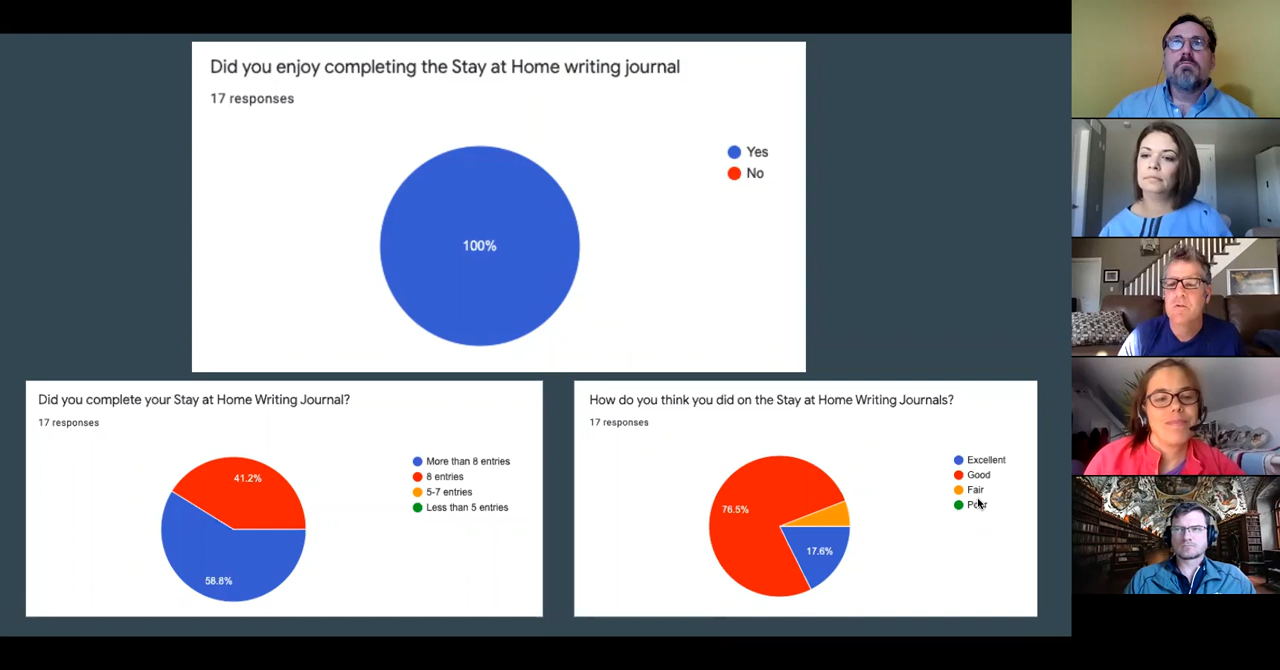 Did you enjoy completing the Stay at Home writing journal
17 responses
Yes
No
100%
Did you complete your Stay at Home Writing Journal?
17 responses
More than 8 entries
8 entries
5-7 entries
Less than 5 entries
41.2%
58.8%
How do you think you did on the Stay at Home Writing Journals?
17 responses
Excellent
Good
Fair
Poor
76.5%
17.6%